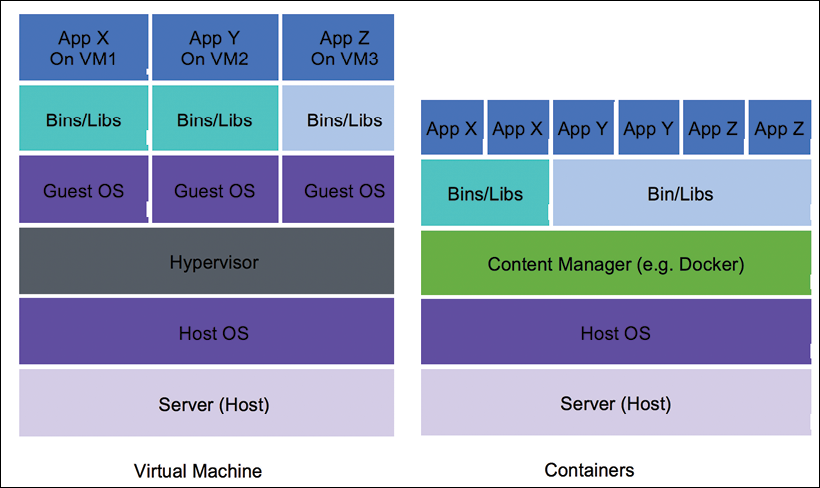 App X
On VM1
App Y
On VM2
App Z
On VM3
Bins/Libs
Bins/Libs
Bins/Libs
Guest OS
Guest OS
Guest OS
Hypervisor
Host OS
Server (Host)
Virtual Machine
App X
App X
App Y
App Y
App Z
App Z
Bins/Libs
Bin/Libs
Content Manager (e.g. Docker)
Host OS
Server (Host)
Containers